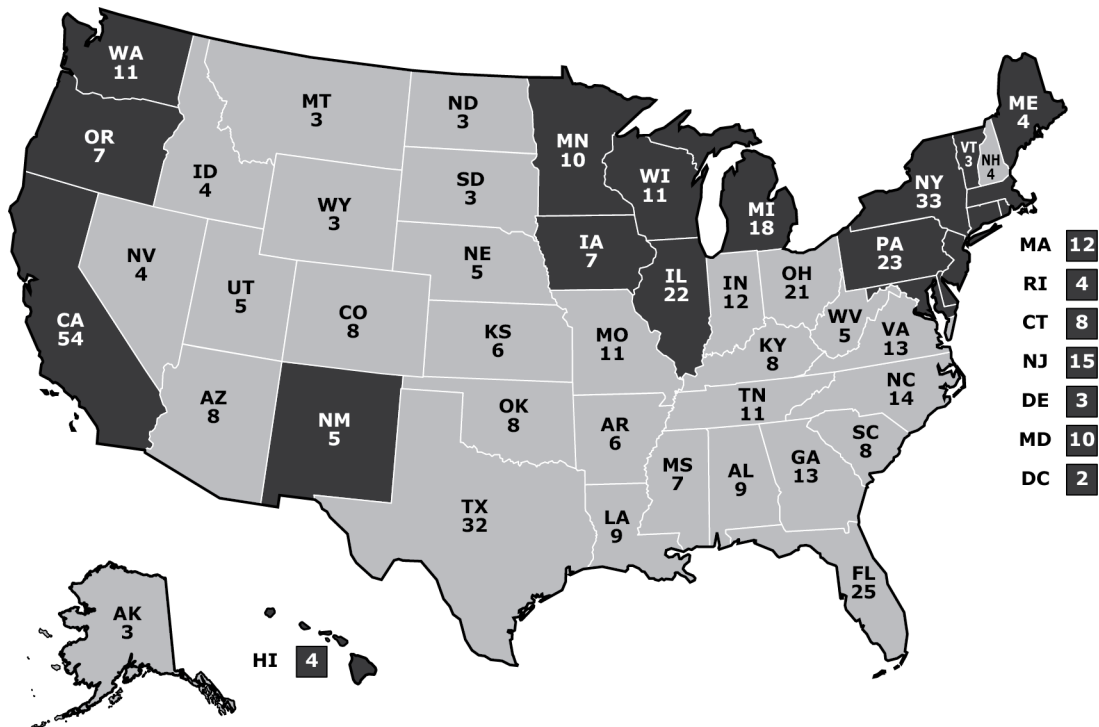 WA
11
OR
7
CA
54
NV
4
ID
4
MT
3
WY
3
UT
5
AZ
8
CO
8
NM
5
ND
3
SD
3
NE
5
KS
6
OK
8
TX
32
MN
10
IA
7
MO
11
AR
6
LA
9
WI
11
IL
22
MI
18
IN
12
OH
21
KY
8
TN
11
MS
7
AL
9
GA
13
FL
25
SC
8
NC
14
VA
13
WV
5
PA
23
NY
33
VT
3
NH
4
ME
4
MA 12
RI 4
CT 8
NJ 15
DE 3
MD 10
DC 2
AK
3
HI 4